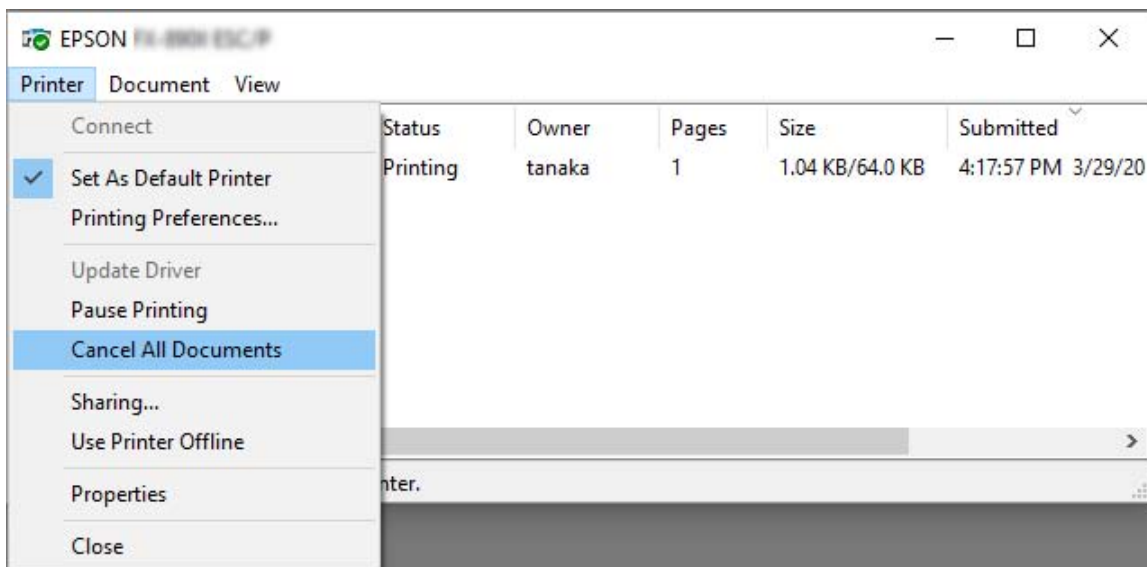 EPSON
Printer Document View
Connect
Status Owner Pages Size Submitted
Set As Default Printer
Printing tanaka 1 1.04 KB/64.0 KB 4:17:57 PM 3/29/20
Printing Preferences...
Update Driver
Pause Printing
Cancel All Documents
Sharing...
Use Printer Offline
Properties
nter.
Close